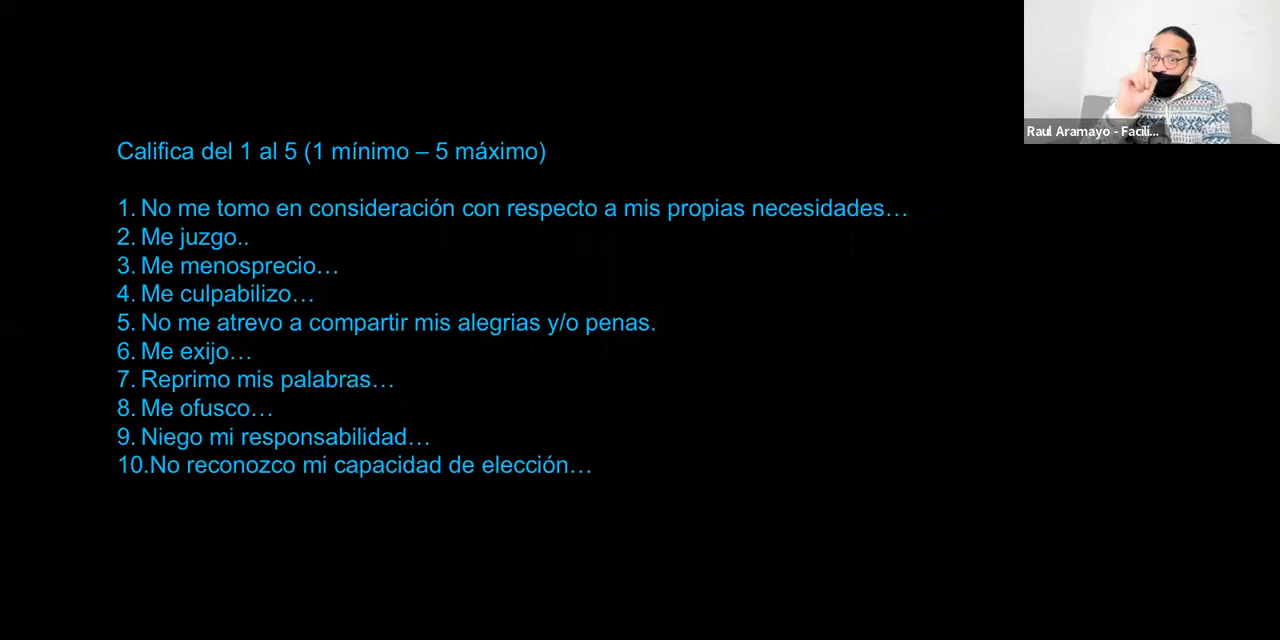 Califica del 1 al 5 (1 mínimo – 5 máximo)
1. No me tomo en consideración con respecto a mis propias necesidades…
2. Me juzgo..
3. Me menosprecio…
4. Me culpabilizo…
5. No me atrevo a compartir mis alegrias y/o penas.
6. Me exijo…
7. Reprimo mis palabras…
8. Me ofusco…
9. Niego mi responsabilidad…
10.No reconozco mi capacidad de elección…
Raul Aramayo - Facili...